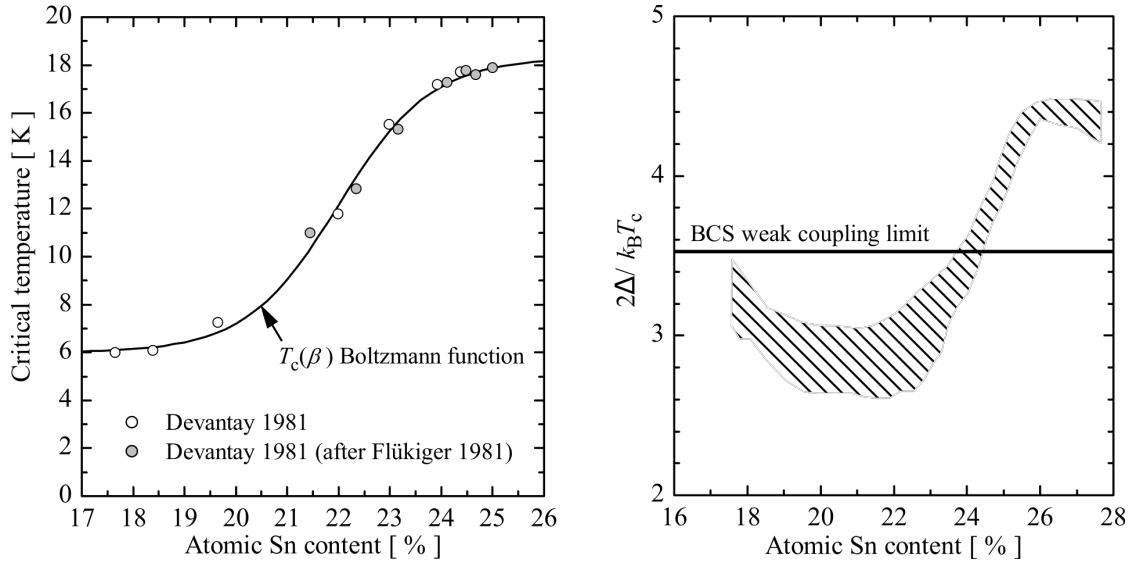 20
18
16
14
12
10
8
6
4
2
0
Critical temperature [ K ]
T_c(β) Boltzmann function
Devantay 1981
Devantay 1981 (after Flükiger 1981)
17 18 19 20 21 22 23 24 25 26
Atomic Sn content [ % ]
5
4
3
2
2Δ/ k_BT_c
BCS weak coupling limit
16 18 20 22 24 26 28
Atomic Sn content [ % ]